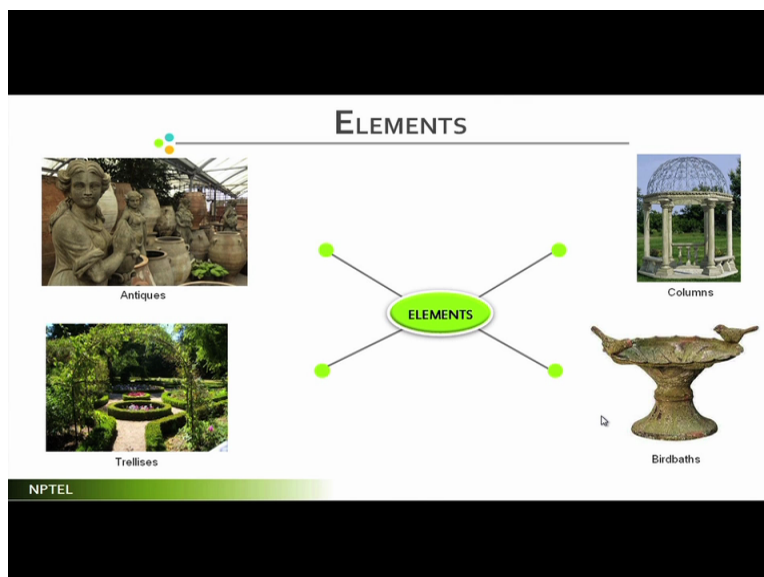 ELEMENTS
Antiques
Columns
ELEMENTS
Trellises
Birdbaths
NPTEL